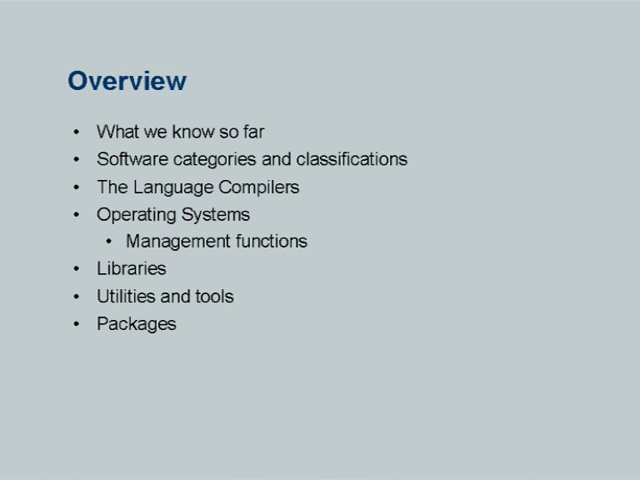 Overview
• What we know so far
• Software categories and classifications
• The Language Compilers
• Operating Systems
• Management functions
• Libraries
• Utilities and tools
• Packages